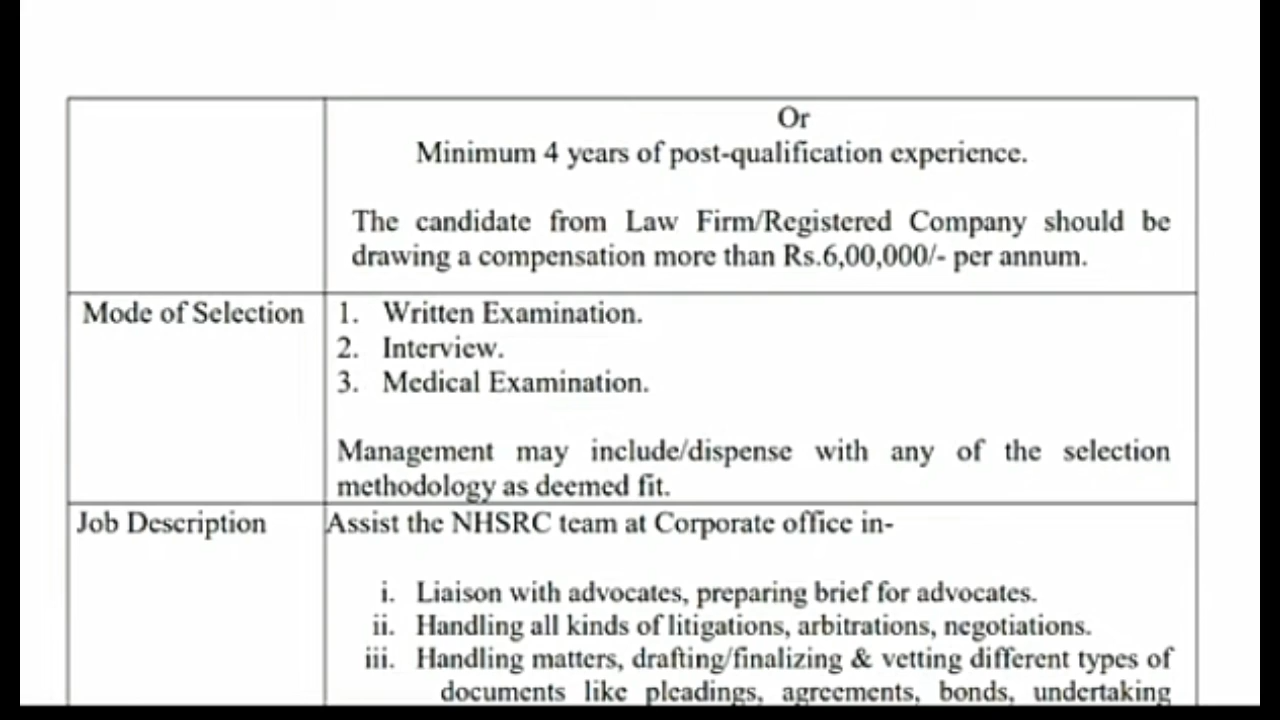 Or
Minimum 4 years of post-qualification experience.
The candidate from Law Firm/Registered Company should be
drawing a compensation more than Rs.6,00,000/- per annum.
Mode of Selection
1. Written Examination.
2. Interview.
3. Medical Examination.
Management may include/dispense with any of the selection
methodology as deemed fit.
Job Description
Assist the NHSRC team at Corporate office in-
i. Liaison with advocates, preparing brief for advocates.
ii. Handling all kinds of litigations, arbitrations, negotiations.
iii. Handling matters, drafting/finalizing & vetting different types of
documents like pleadings, agreements, bonds, undertaking